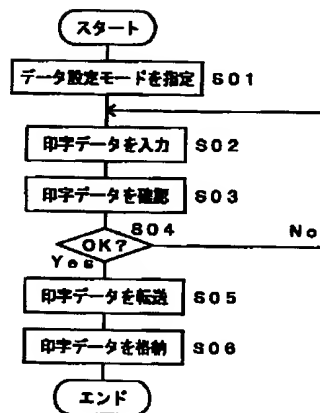 スタート
データ設定モードを指定 S01
印字データを入力 S02
印字データを確認 S03
S04
OK? No
Yes
印字データを転送 S05
印字データを格納 S06
エンド